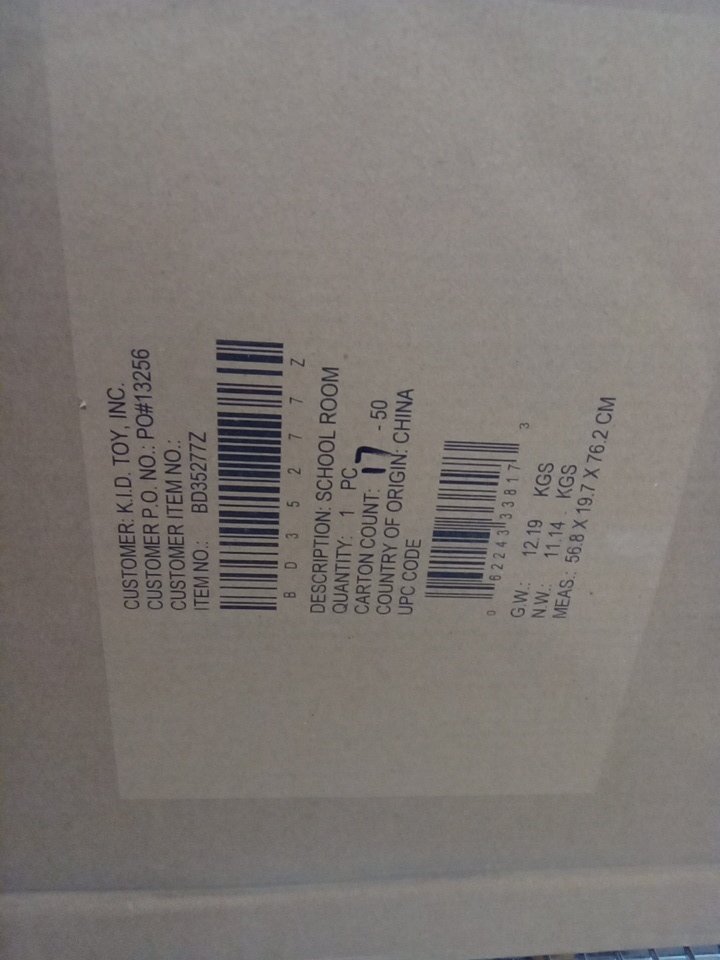 CUSTOMER: K.I.D. TOY, INC.
CUSTOMER P.O. NO.: PO#13256
CUSTOMER ITEM NO.:
ITEM NO.: BD35277Z
B D 3 5 2 7 7 Z
DESCRIPTION: SCHOOL ROOM
QUANTITY: 1 PC
CARTON COUNT: 17 - 50
COUNTRY OF ORIGIN: CHINA
UPC CODE
0 62243 33817 3
G.W.: 12.19 KGS
N.W.: 11.14 KGS
MEAS.: 56.8 X 19.7 X 76.2 CM